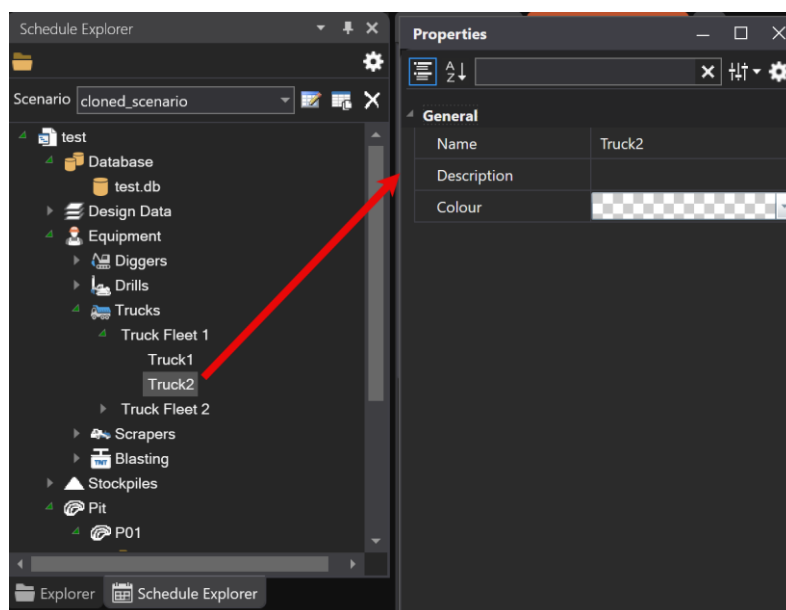 Schedule Explorer
Scenario cloned_scenario
test
Database
test.db
Design Data
Equipment
Diggers
Drills
Trucks
Truck Fleet 1
Truck1
Truck2
Truck Fleet 2
Scrapers
TNT Blasting
Stockpiles
Pit
P01
Explorer Schedule Explorer
Properties
A
Z
General
Name Truck2
Description
Colour